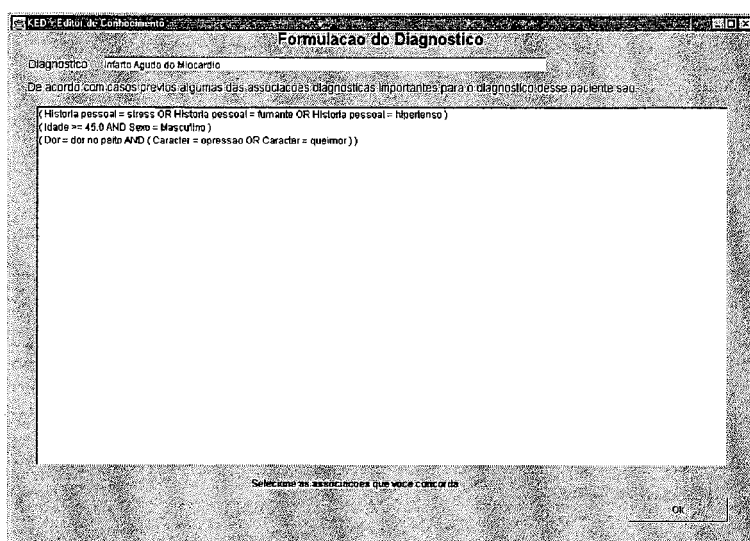 KED - Editor de Conhecimento
Formulacao do Diagnostico
Diagnostico Infarto Agudo do Miocardio
De acordo com casos previos algumas das associacoes diagnosticas importantes para o diagnostico desse paciente sao
( Historia pessoal = stress OR Historia pessoal = fumante OR Historia pessoal = hipertenso )
( Idade >= 45.0 AND Sexo = Masculino )
( Dor = dor no peito AND ( Caracter = opressao OR Caracter = queimor ) )
Selecione as associacoes que voce concorda
Ok